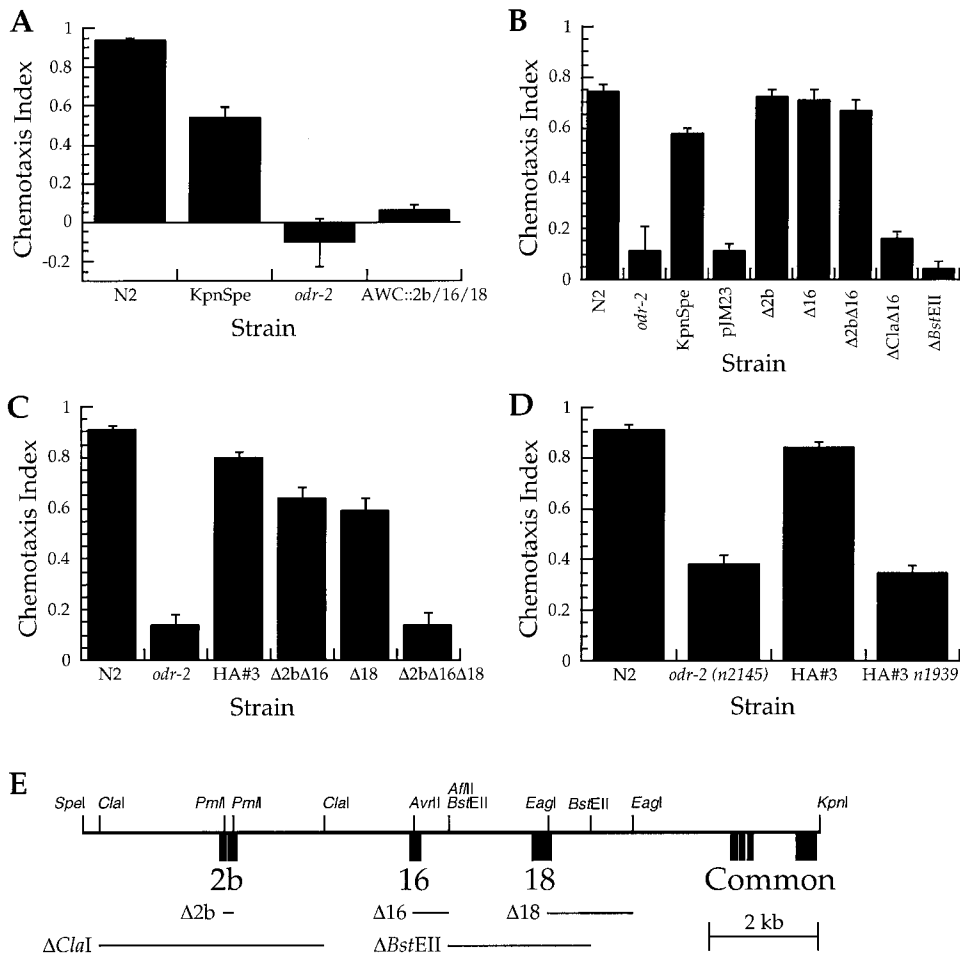 A
Chemotaxis Index
1
0.8
0.6
0.4
0.2
0
-0.2
N2 KpnSpe odr-2 AWC::2b/16/18
Strain
B
Chemotaxis Index
1
0.8
0.6
0.4
0.2
0
N2 odr-2 KpnSpe pJM23 Δ2b Δ16 Δ2bΔ16 ΔClaΔ16 ΔBstEII
Strain
C
Chemotaxis Index
1
0.8
0.6
0.4
0.2
0
N2 odr-2 HA#3 Δ2bΔ16 Δ18 Δ2bΔ16Δ18
Strain
D
Chemotaxis Index
1
0.8
0.6
0.4
0.2
0
N2 odr-2 (n2145) HA#3 HA#3 n1939
Strain
E
AflII
SpeI ClaI PmlI PmlI ClaI AvrII BstEII EagI BstEII EagI KpnI
2b 16 18 Common
Δ2b Δ16 Δ18
2 kb
ΔClaI ΔBstEII